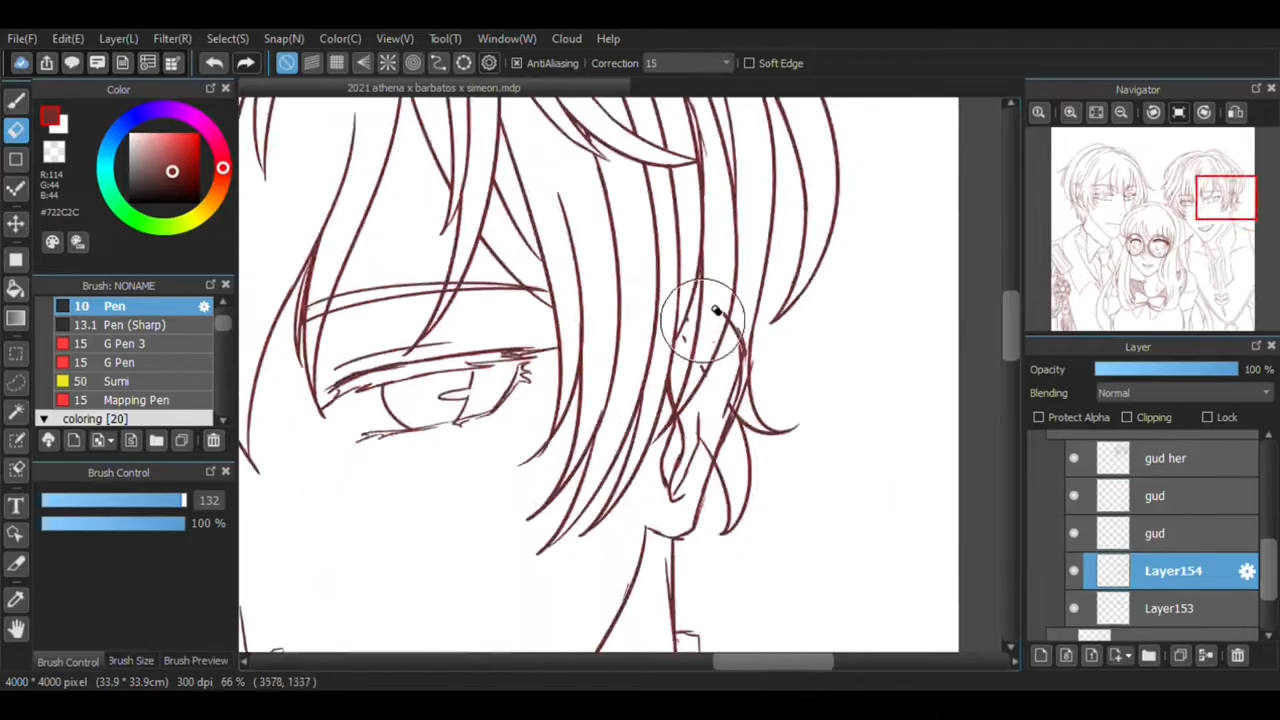 File(F) Edit(E) Layer(L) Filter(R) Select(S) Snap(N) Color(C) View(V) Tool(T) Window(W) Cloud Help
AntiAliasing Correction 15 Soft Edge
Color
2021 athena x barbatos x simeon.mdp
Navigator
R:114
G:44
B:44
#722C2C
Brush: NONAME
10 Pen
13.1 Pen (Sharp)
15 G Pen 3
15 G Pen
50 Sumi
15 Mapping Pen
coloring [20]
Brush Control
132
100 %
Brush Control Brush Size Brush Preview
Layer
Opacity 100 %
Blending Normal
Protect Alpha Clipping Lock
gud her
gud
gud
Layer154
Layer153
4000 * 4000 pixel (33.9 * 33.9cm) 300 dpi 66 % ( 3578, 1337 )